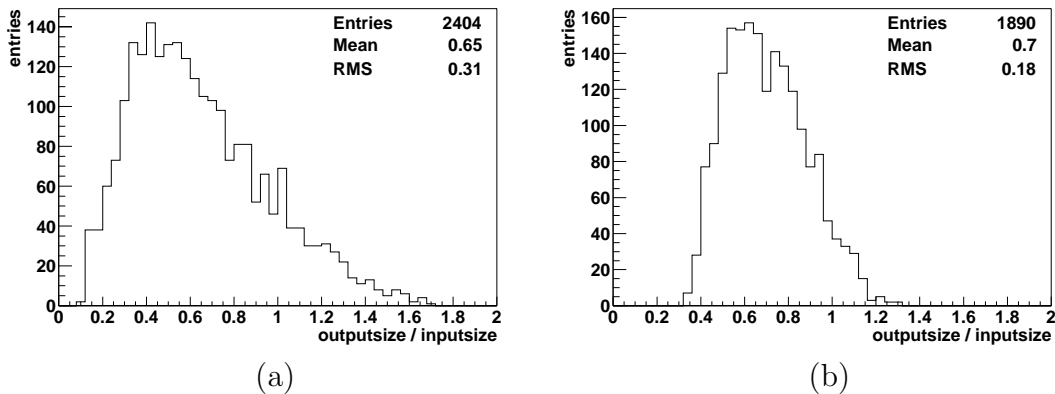 Entries 2404
Mean 0.65
RMS 0.31
entries
140
120
100
80
60
40
20
0
0 0.2 0.4 0.6 0.8 1 1.2 1.4 1.6 1.8 2
outputsize / inputsize
(a)
Entries 1890
Mean 0.7
RMS 0.18
entries
160
140
120
100
80
60
40
20
0
0 0.2 0.4 0.6 0.8 1 1.2 1.4 1.6 1.8 2
outputsize / inputsize
(b)